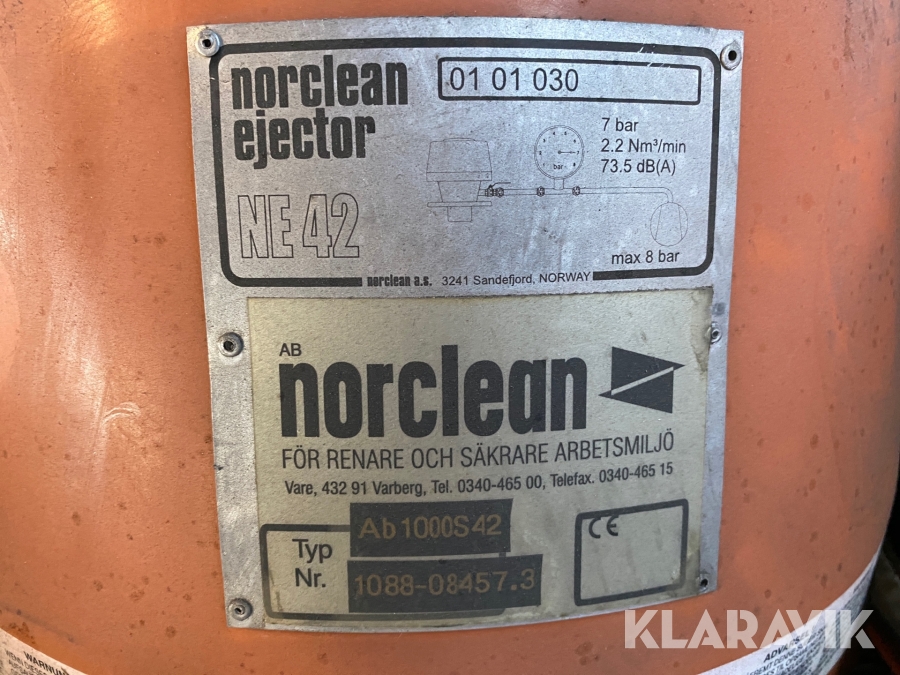 norclean
ejector
01 01 030
NE 42
7 bar
2.2 Nm³/min
73.5 dB(A)
bar
max 8 bar
norclean a.s. 3241 Sandefjord, NORWAY
AB
norclean
FÖR RENARE OCH SÄKRARE ARBETSMILJÖ
Vare, 432 91 Varberg, Tel. 0340-465 00, Telefax. 0340-465 15
Typ Ab1000S42
Nr. 1088-08457.3
CE
KLARAVIK